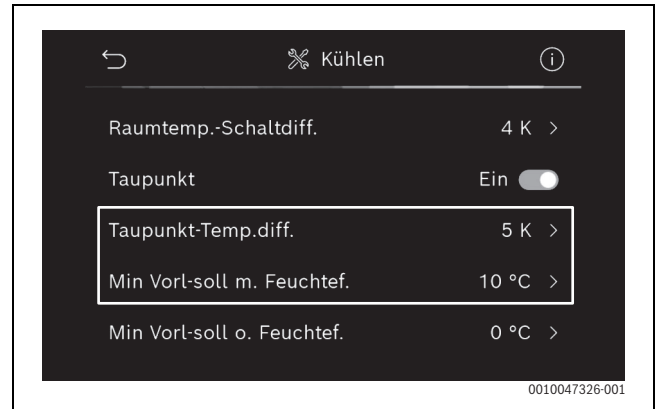 Kühlen
Raumtemp.-Schaltdiff. 4 K >
Taupunkt Ein
Taupunkt-Temp.diff. 5 K >
Min Vorl-soll m. Feuchtef. 10 °C >
Min Vorl-soll o. Feuchtef. 0 °C >
0010047326-001